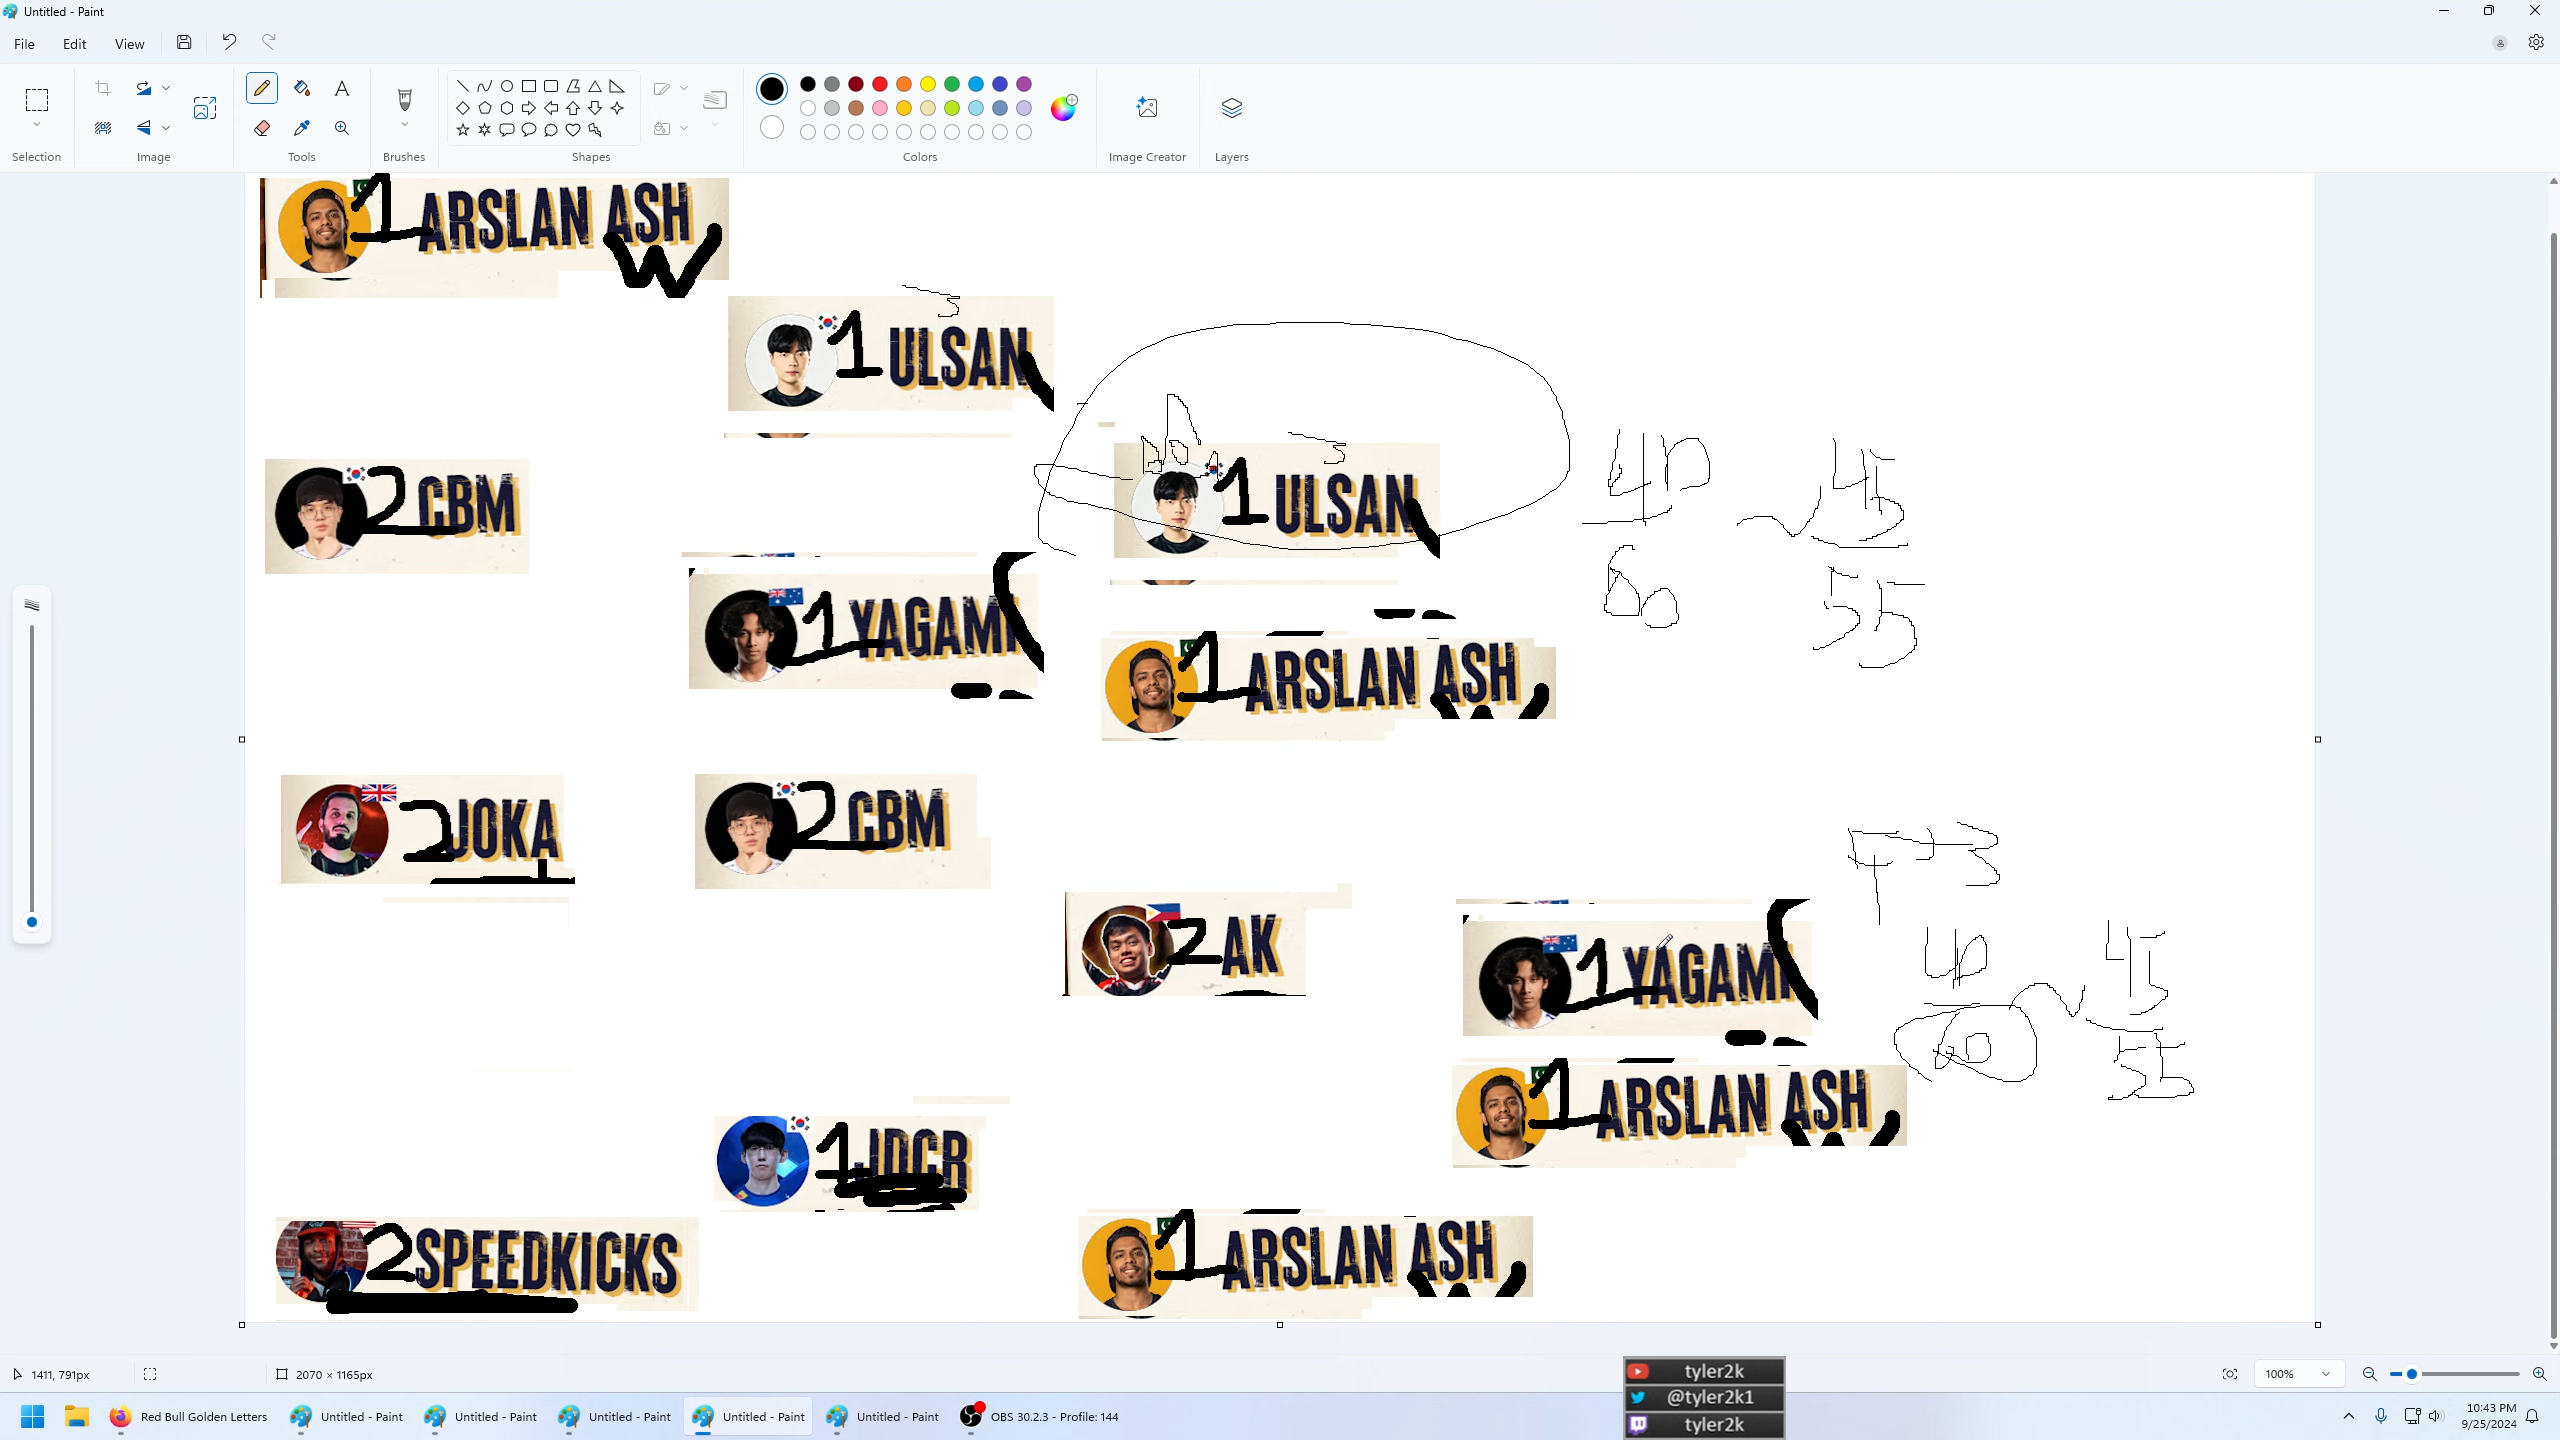 Untitled - Paint
File Edit View
Selection Image Tools Brushes Shapes Colors Image Creator Layers
1 ARSLAN ASH W
3
1 ULSAN
2 CBM
3
1 ULSAN
40 ~ 45
60 55
1 YAGAMI
1 ARSLAN ASH W
2 JOKA
2 CBM
FT3
2 AK
1 YAGAMI
40 ~ 45
60 55
1 JDCR
1 ARSLAN ASH W
2 SPEEDKICKS
1 ARSLAN ASH W
1411, 791px
2070 × 1165px
100%
tyler2k
@tyler2k1
tyler2k
Red Bull Golden Letters
Untitled - Paint
Untitled - Paint
Untitled - Paint
Untitled - Paint
Untitled - Paint
OBS 30.2.3 - Profile: 144
10:43 PM
9/25/2024